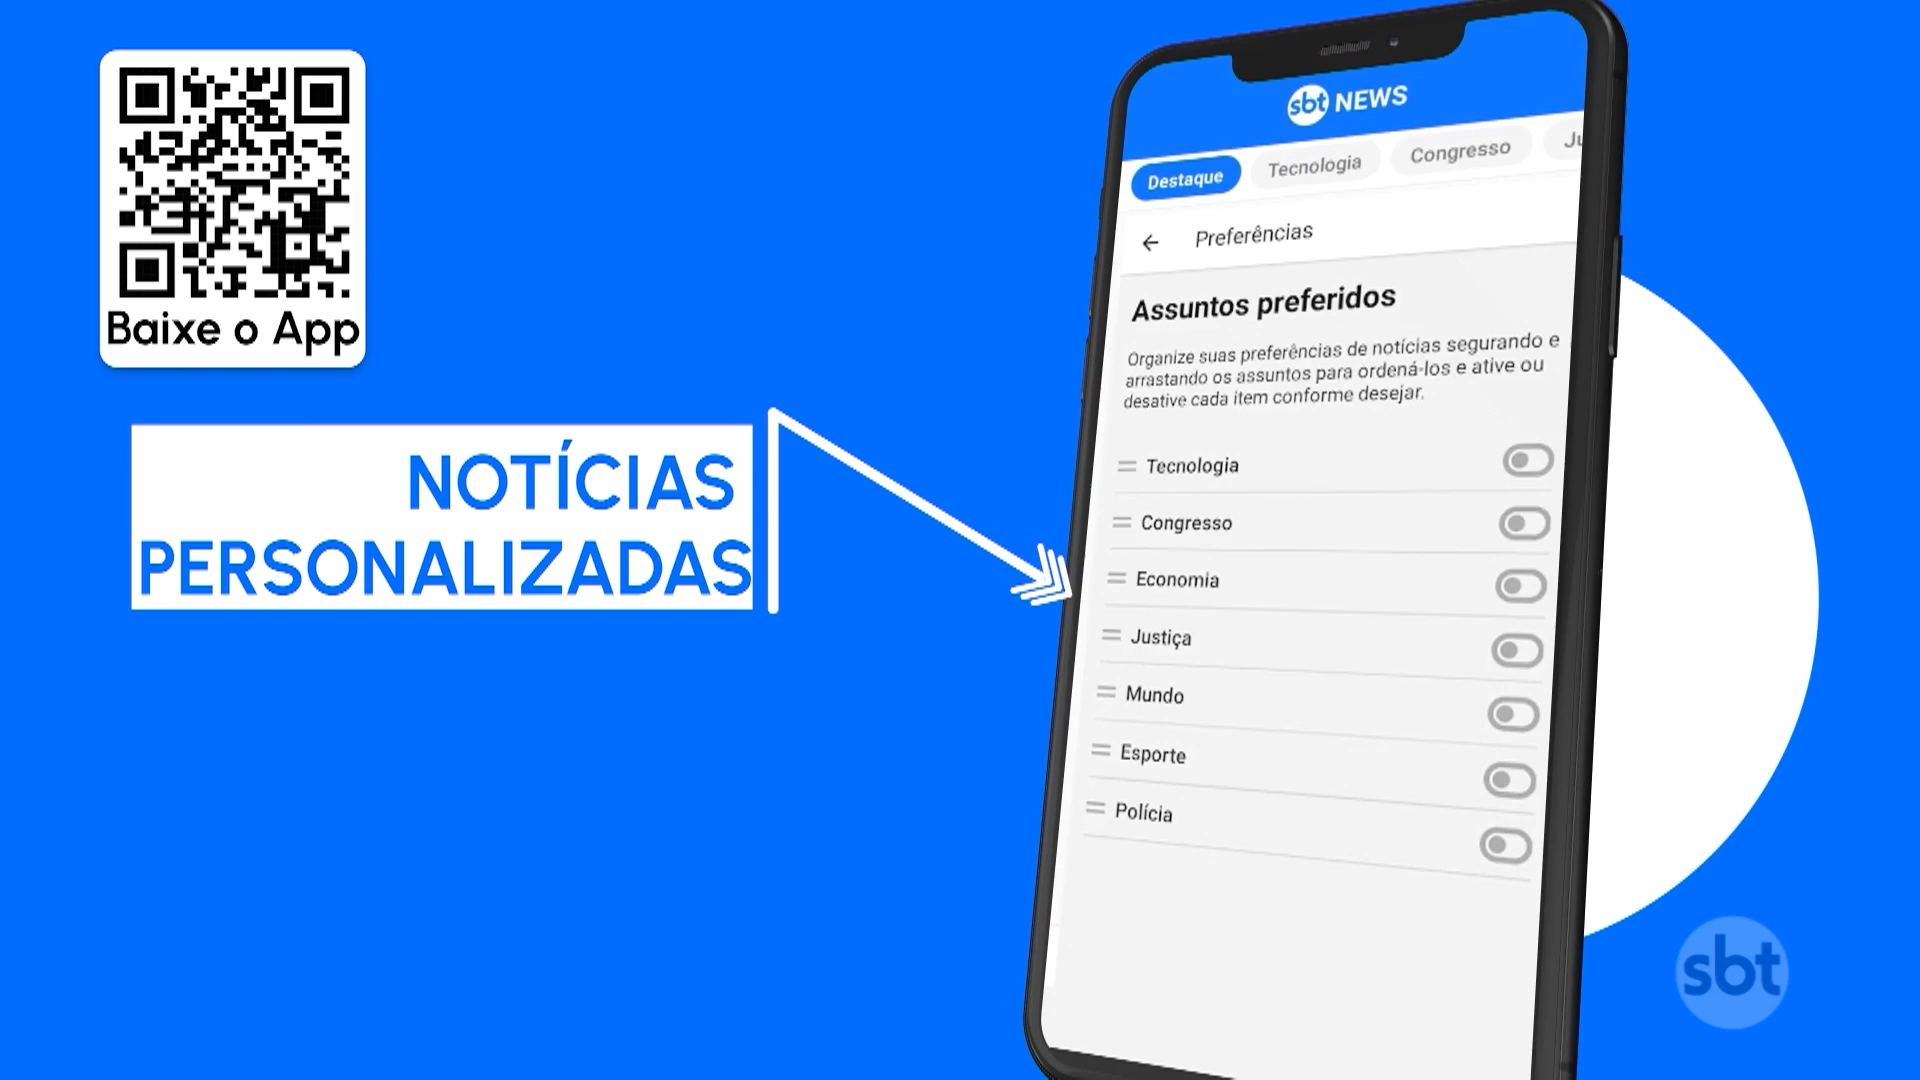 Baixe o App
NOTÍCIAS
PERSONALIZADAS
sbt NEWS
Destaque Tecnologia Congresso Ju
Preferências
Assuntos preferidos
Organize suas preferências de notícias segurando e
arrastando os assuntos para ordená-los e ative ou
desative cada item conforme desejar.
Tecnologia
Congresso
Economia
Justiça
Mundo
Esporte
Polícia
sbt